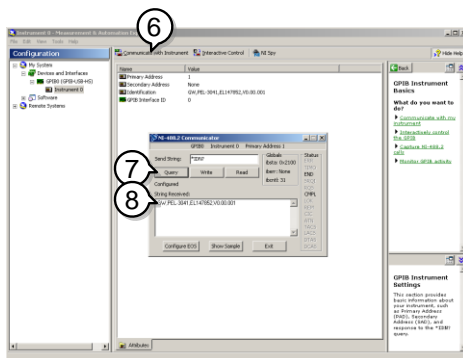 6
Instrument 0 - Measurement & Automation
File Edit View Tools Help
Configuration
Communicate with Instrument
Interactive Control
NI Spy
Hide Help
My System
Devices and Interfaces
GPIB0 (GPIB-USB-HS)
Instrument 0
Software
Remote Systems
Name Value
Primary Address 1
Secondary Address None
Identification GW,PEL-3041,EL147852,V0.00.001
GPIB Interface ID 0
Back
GPIB Instrument
Basics
What do you want to
do?
Communicate with my
instrument
Interactively control
the GPIB
Capture NI-488.2
calls
Monitor GPIB activity
NI-488.2 Communicator
GPIB0 Instrument 0 Primary Address 1
Send String: *IDN?
7
Query Write Read
Configured
8
String Received:
GW,PEL-3041,EL147852,V0.00.001
Globals
ibsta: 0x2100
iberr: None
ibcntl: 31
Status
END
CMPL
Configure EOS Show Sample Exit
GPIB Instrument
Settings
This section provides
basic information about
your instrument, such
as Primary Address
(PAD), Secondary
Address (SAD), and
response to the *IDN?
query.
Attributes